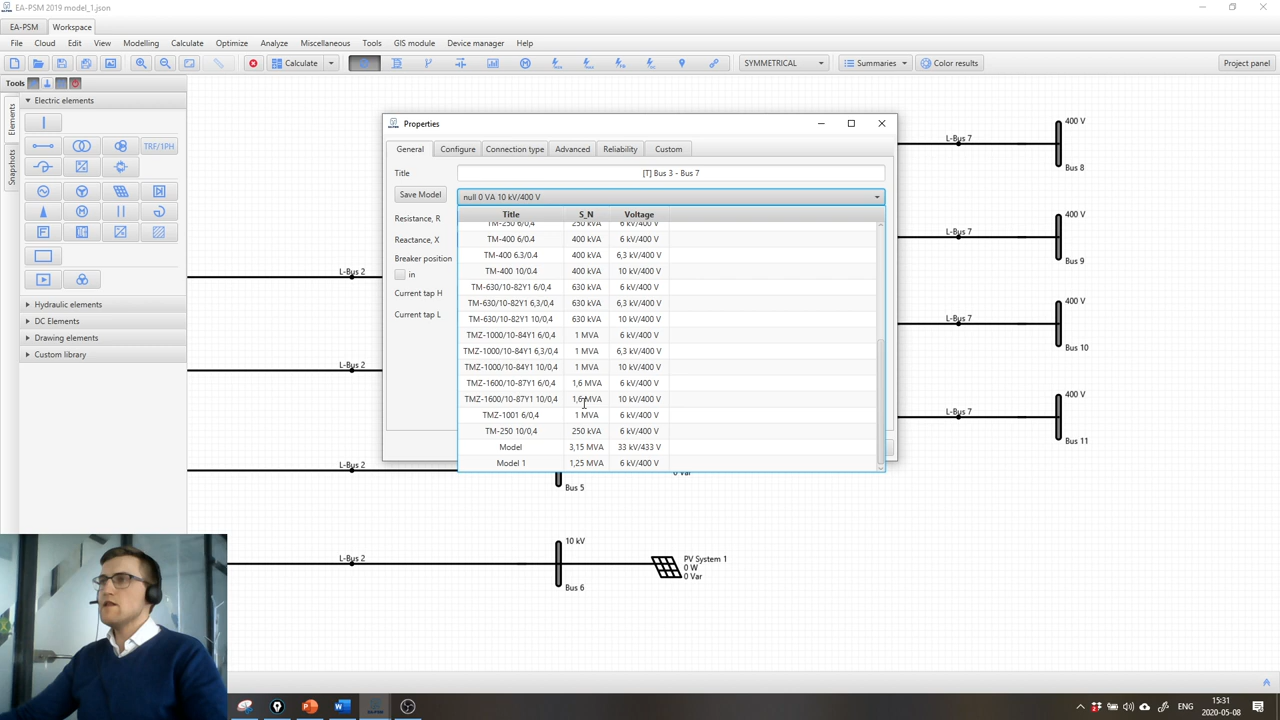 EA-PSM 2019 model_1.json
EA-PSM Workspace
File Cloud Edit View Modelling Calculate Optimize Analyze Miscellaneous Tools GIS module Device manager Help
Calculate SYMMETRICAL Summaries Color results Project panel
Tools
Elements
Snapshots
Electric elements
TRF/1PH
Hydraulic elements
DC Elements
Drawing elements
Custom library
L-Bus 2
L-Bus 2
L-Bus 2
L-Bus 2
Properties
General Configure Connection type Advanced Reliability Custom
Title [T] Bus 3 - Bus 7
Save Model null 0 VA 10 kV/400 V
Resistance, R
Reactance, X
Breaker position
in
Current tap H
Current tap L
Title S_N Voltage
TM-250 6/0.4 250 kVA 6 kV/400 V
TM-400 6/0.4 400 kVA 6 kV/400 V
TM-400 6.3/0.4 400 kVA 6,3 kV/400 V
TM-400 10/0.4 400 kVA 10 kV/400 V
TM-630/10-82Y1 6/0,4 630 kVA 6 kV/400 V
TM-630/10-82Y1 6,3/0,4 630 kVA 6,3 kV/400 V
TM-630/10-82Y1 10/0,4 630 kVA 10 kV/400 V
TMZ-1000/10-84Y1 6/0,4 1 MVA 6 kV/400 V
TMZ-1000/10-84Y1 6,3/0,4 1 MVA 6,3 kV/400 V
TMZ-1000/10-84Y1 10/0,4 1 MVA 10 kV/400 V
TMZ-1600/10-87Y1 6/0,4 1,6 MVA 6 kV/400 V
TMZ-1600/10-87Y1 10/0,4 1,6 MVA 10 kV/400 V
TMZ-1001 6/0,4 1 MVA 6 kV/400 V
TM-250 10/0,4 250 kVA 10 kV/400 V
Model 3,15 MVA 33 kV/433 V
Model 1 1,25 MVA 6 kV/400 V
0 Var
Bus 5
10 kV
Bus 6
PV System 1
0 W
0 Var
400 V
L-Bus 7
Bus 8
400 V
L-Bus 7
Bus 9
400 V
L-Bus 7
Bus 10
400 V
L-Bus 7
Bus 11
ENG
15:31
2020-05-08